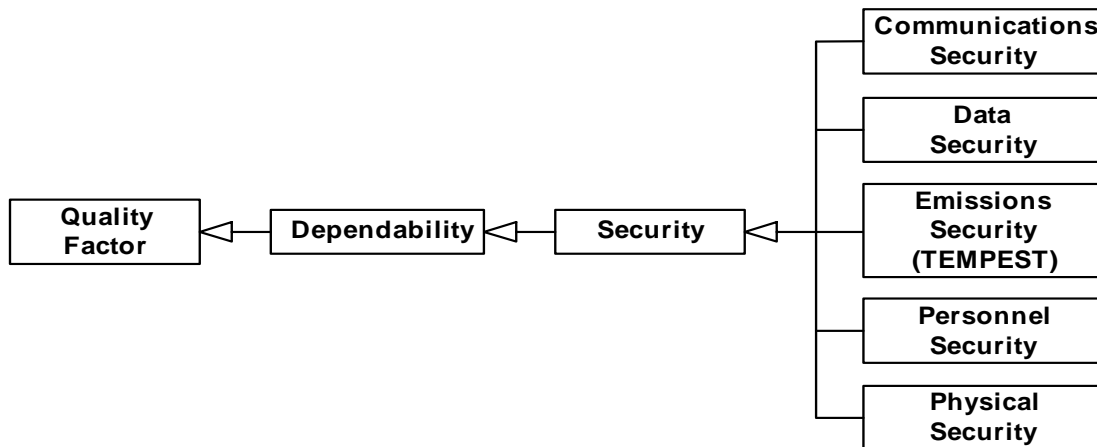 Communications
Security
Data
Security
Quality
Factor
Dependability
Security
Emissions
Security
(TEMPEST)
Personnel
Security
Physical
Security